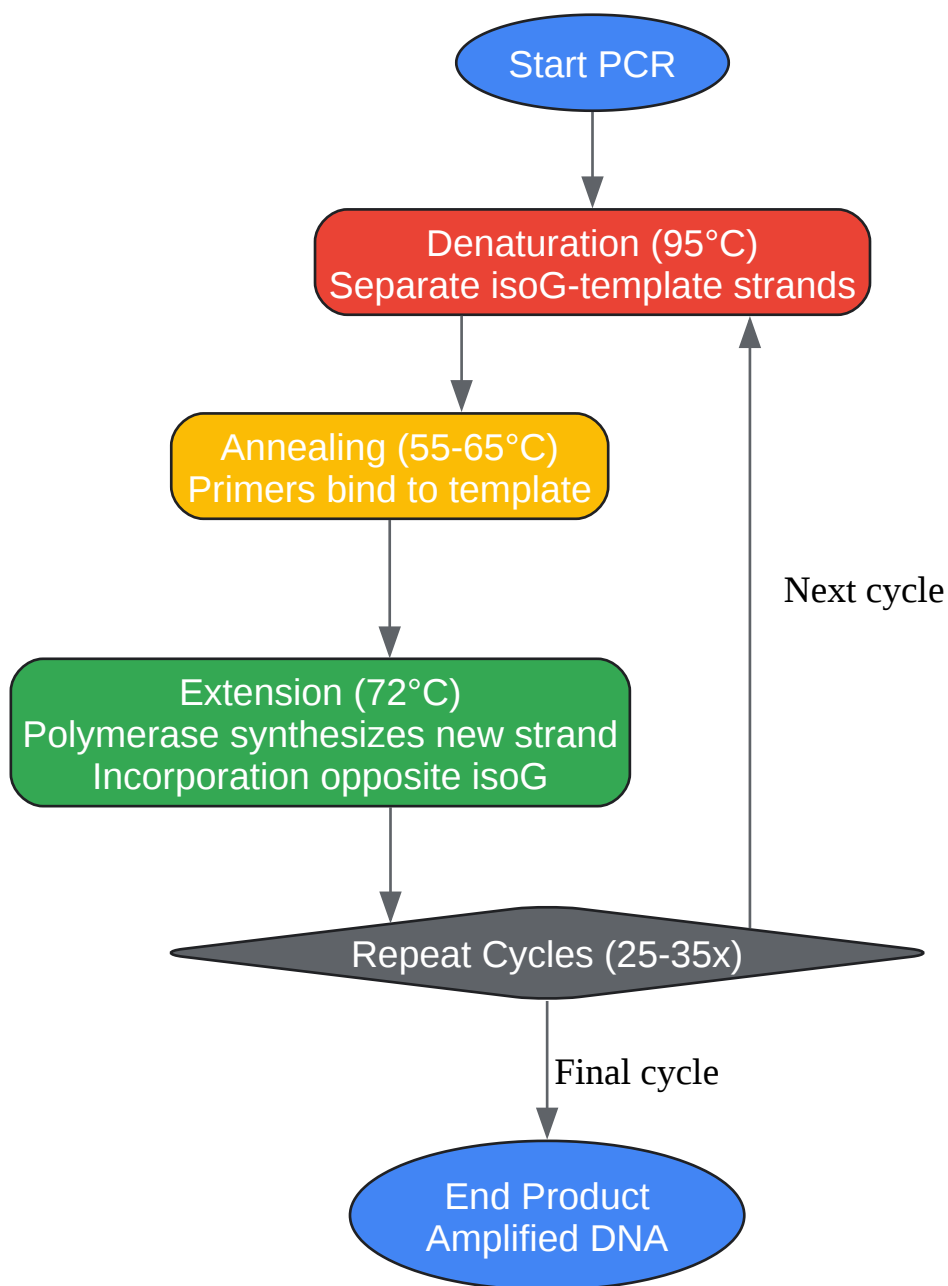 Start PCR
Denaturation (95°C)
Separate isoG-template strands
Annealing (55-65°C)
Primers bind to template
Next cycle
Extension (72°C)
Polymerase synthesizes new strand
Incorporation opposite isoG
Repeat Cycles (25-35x)
Final cycle
End Product
Amplified DNA